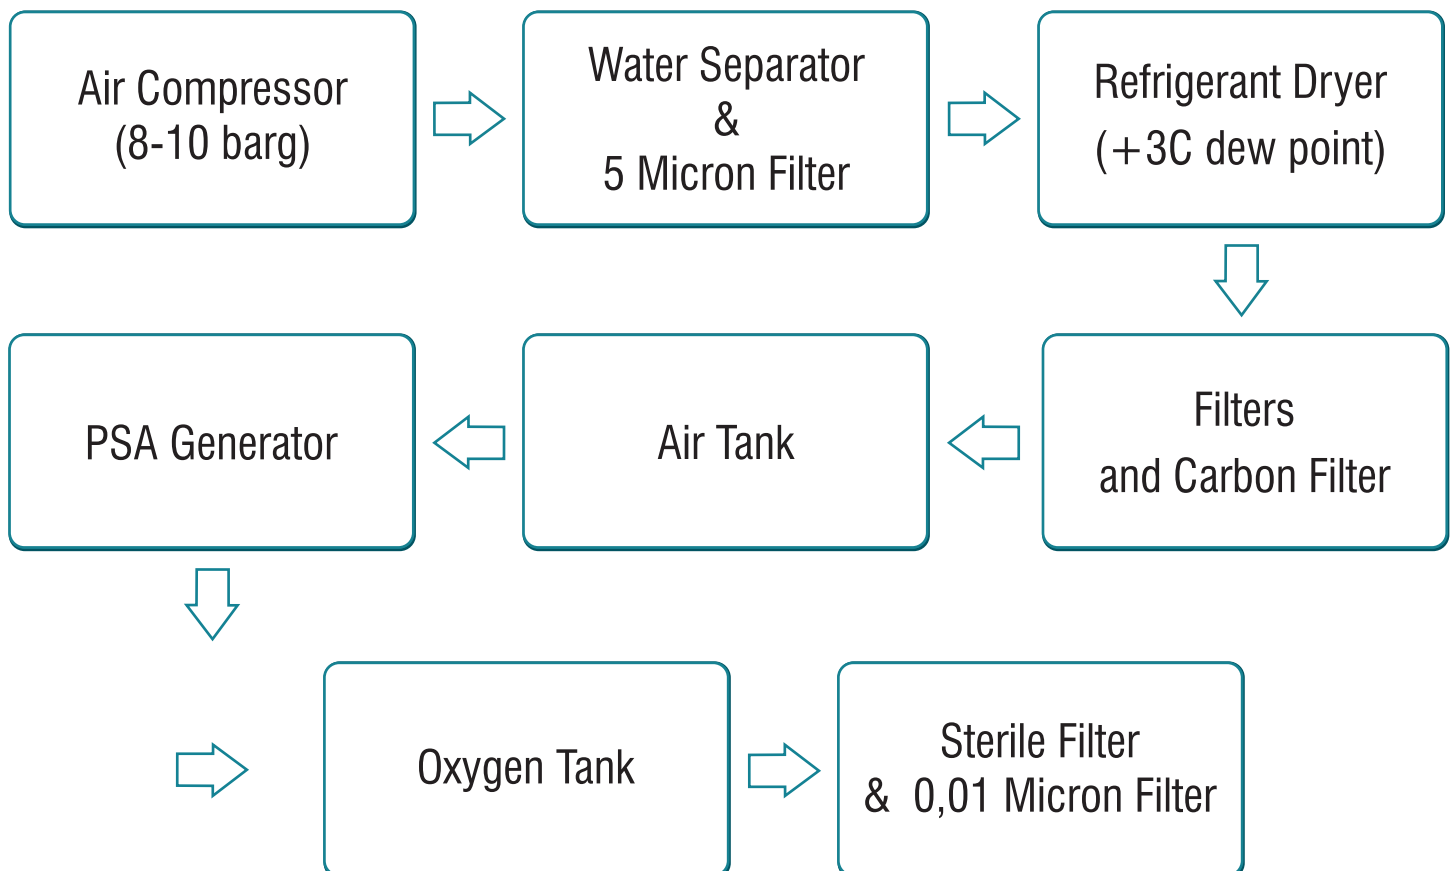 Air Compressor
(8-10 barg)
Water Separator
&
5 Micron Filter
Refrigerant Dryer
(+3C dew point)
PSA Generator
Air Tank
Filters
and Carbon Filter
Oxygen Tank
Sterile Filter
& 0,01 Micron Filter